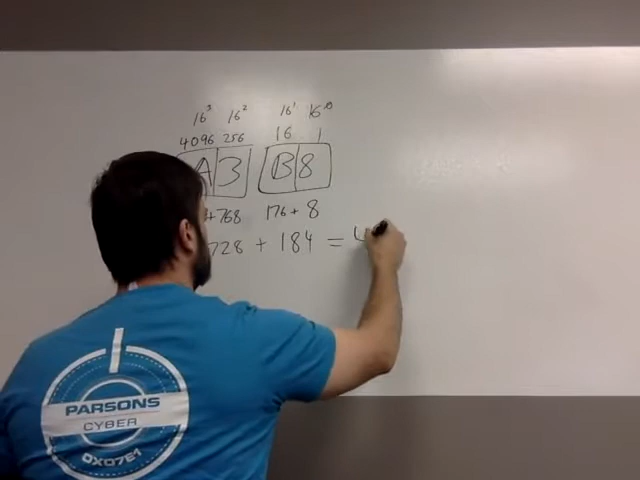 16³ 16² 16¹ 16⁰
4096 256 16 1
A 3 B 8
+768 176 + 8
728 + 184 = 4
PARSONS
CYBER
0X07E1